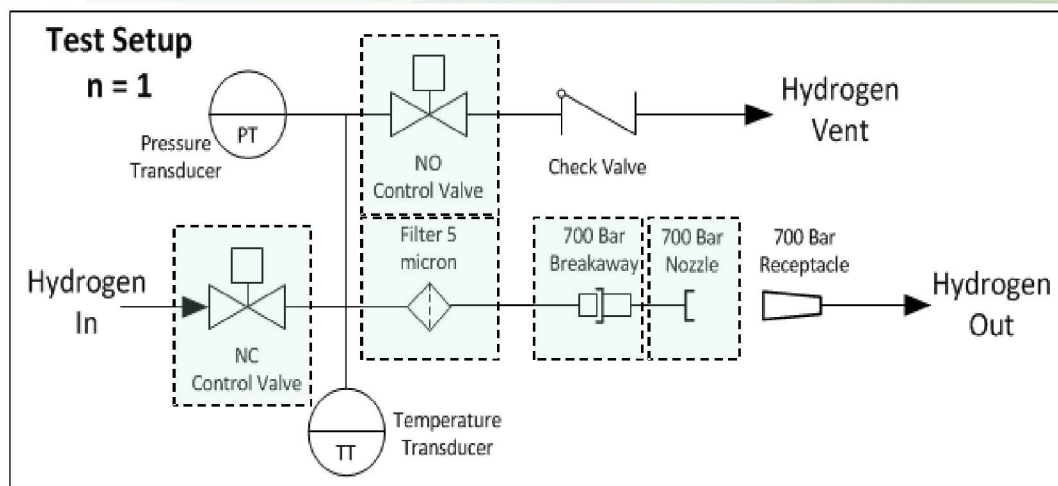 Test Setup
n = 1
PT
Pressure
Transducer
NO
Control Valve
Check Valve
Hydrogen
Vent
Hydrogen
In
NC
Control Valve
Filter 5
micron
700 Bar
Breakaway
700 Bar
Nozzle
700 Bar
Receptacle
Hydrogen
Out
TT
Temperature
Transducer